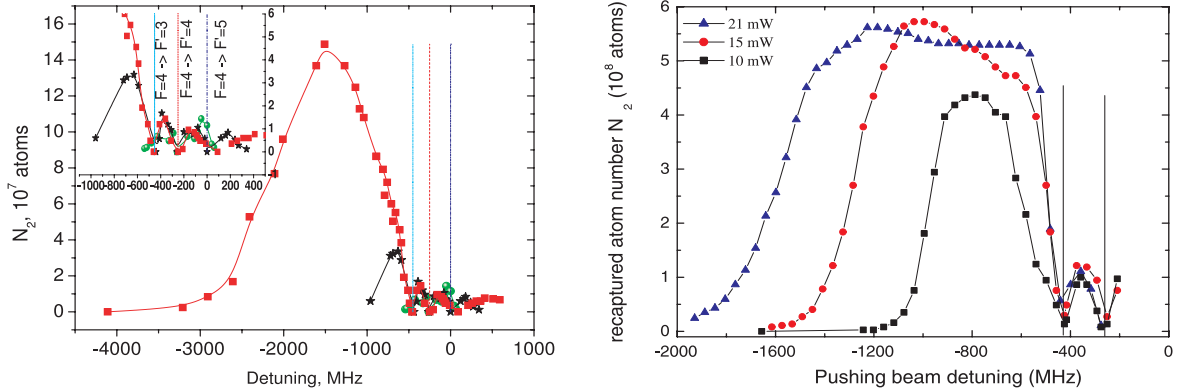 16
14
12
10
8
6
4
2
0
N2, 10^7 atoms
-4000 -3000 -2000 -1000 0 1000
Detuning, MHz
F=4 -> F'=3
F=4 -> F'=4
F=4 -> F'=5
6
5
4
3
2
1
0
-1000 -800 -600 -400 -200 0 200 400
6
5
4
3
2
1
0
recaptured atom number N_2 (10^8 atoms)
21 mW
15 mW
10 mW
-2000 -1600 -1200 -800 -400 0
Pushing beam detuning (MHz)